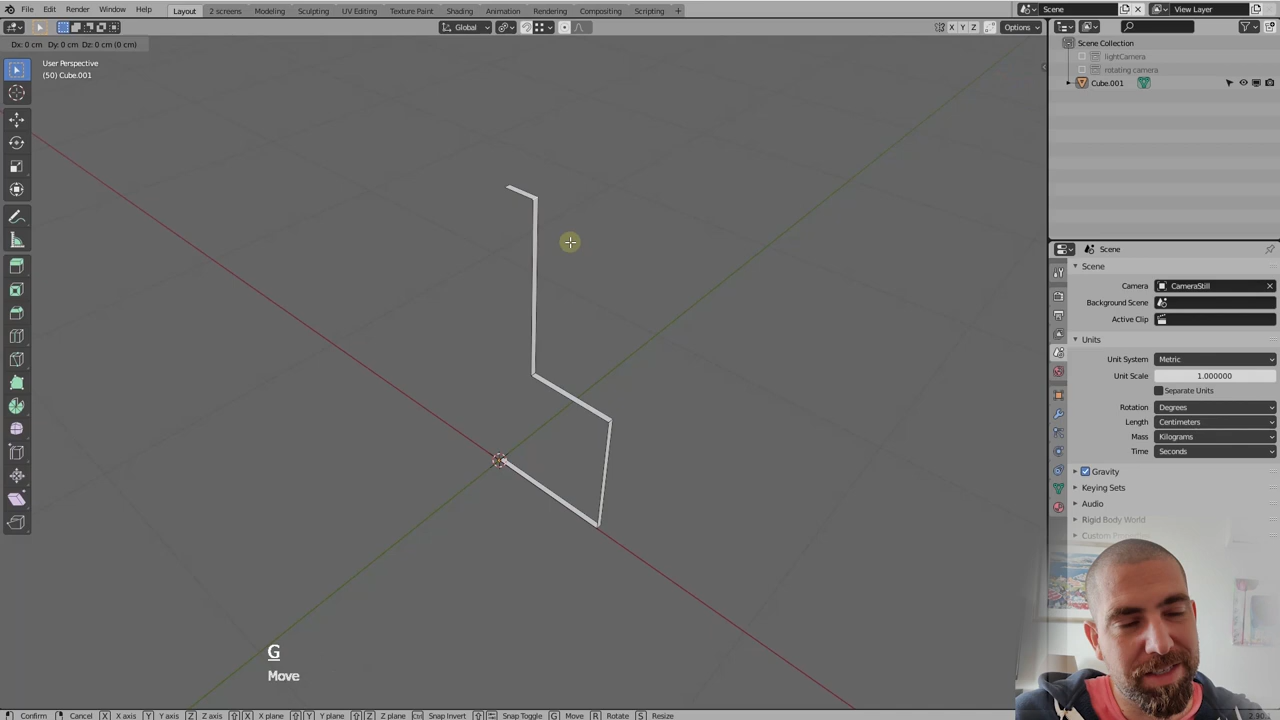 File Edit Render Window Help
Layout 2 screens Modeling Sculpting UV Editing Texture Paint Shading Animation Rendering Compositing Scripting +
Scene View Layer
Global X Y Z Options
Dx: 0 cm Dy: 0 cm Dz: 0 cm (0 cm)
User Perspective
(50) Cube.001
Scene Collection
lightCamera
rotating camera
Cube.001
Scene
Scene
Camera CameraStill
Background Scene
Active Clip
Units
Unit System Metric
Unit Scale 1.000000
Separate Units
Rotation Degrees
Length Centimeters
Mass Kilograms
Time Seconds
Gravity
Keying Sets
Audio
Rigid Body World
G
Move
Confirm Cancel X X axis Y Y axis Z Z axis X X plane Y Y plane Z Z plane Ctrl Snap Invert Snap Toggle G Move R Rotate S Resize